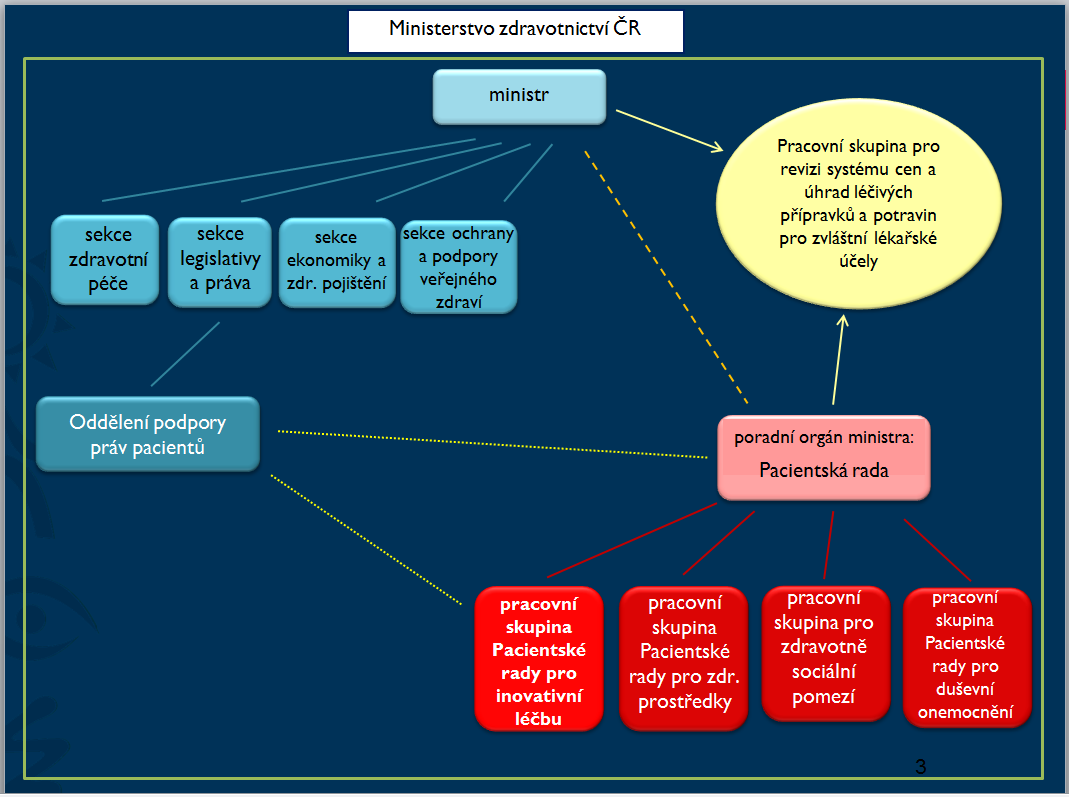 Ministerstvo zdravotnictví ČR
ministr
Pracovní skupina pro
revizi systému cen a
úhrad léčivých
přípravků a potravin
pro zvláštní lékařské
účely
sekce
zdravotní
péče
sekce
legislativy
a práva
sekce
ekonomiky a
zdr. pojištění
sekce ochrany
a podpory
veřejného
zdraví
Oddělení podpory
práv pacientů
poradní orgán ministra:
Pacientská rada
pracovní
skupina
Pacientské
rady pro
inovativní
léčbu
pracovní
skupina
Pacientské
rady pro zdr.
prostředky
pracovní
skupina pro
zdravotně
sociální
pomezí
pracovní
skupina
Pacientské
rady pro
duševní
onemocnění
3